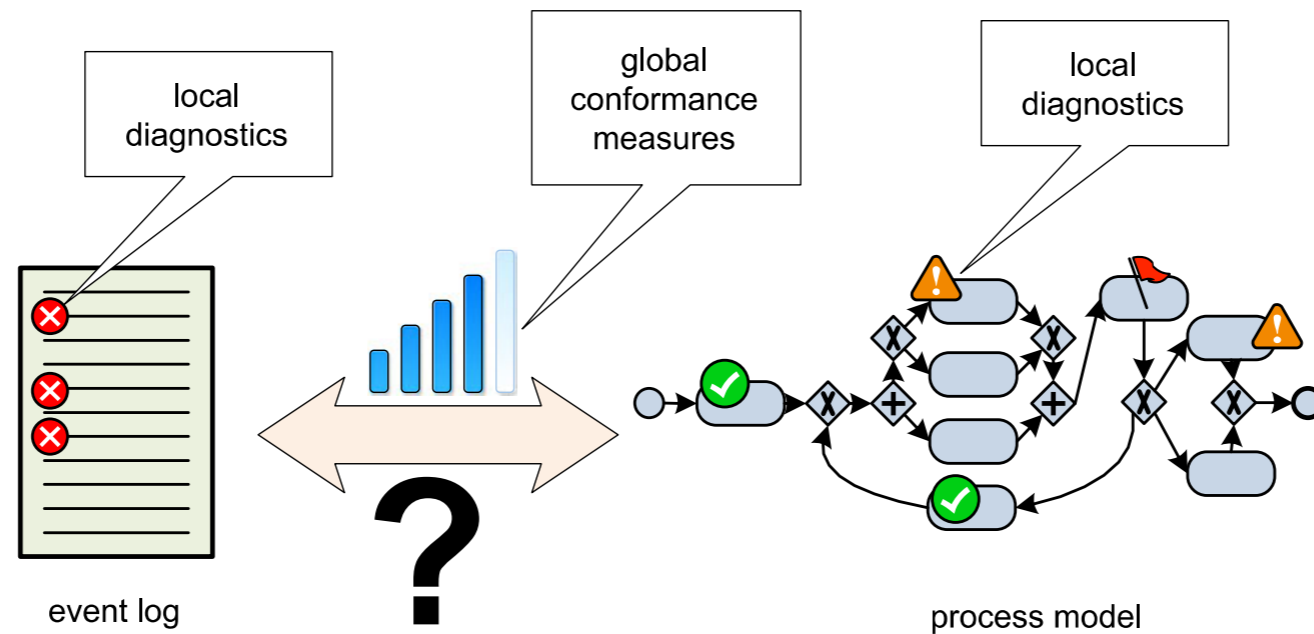 local
diagnostics
global
conformance
measures
local
diagnostics
?
event log
process model